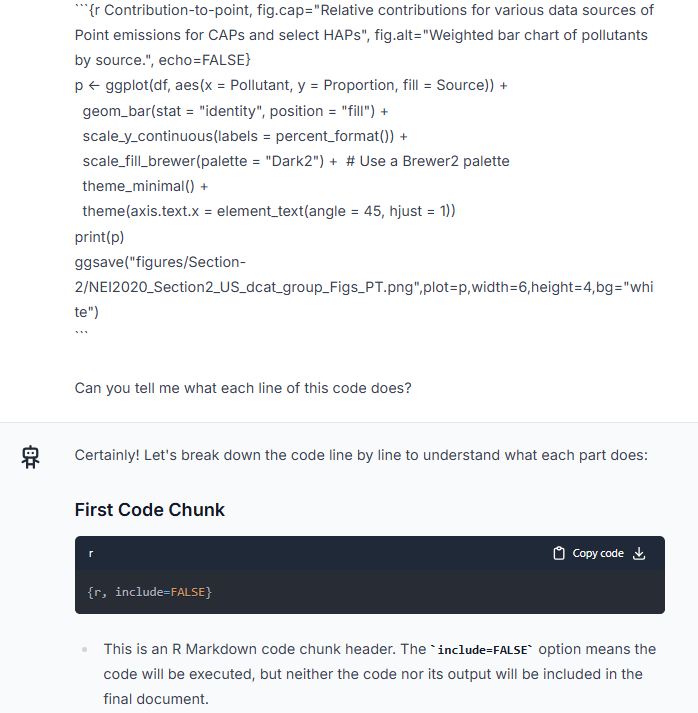 ```{r Contribution-to-point, fig.cap="Relative contributions for various data sources of
Point emissions for CAPs and select HAPs", fig.alt="Weighted bar chart of pollutants
by source.", echo=FALSE}
p <- ggplot(df, aes(x = Pollutant, y = Proportion, fill = Source)) +
  geom_bar(stat = "identity", position = "fill") +
  scale_y_continuous(labels = percent_format()) +
  scale_fill_brewer(palette = "Dark2") +  # Use a Brewer2 palette
  theme_minimal() +
  theme(axis.text.x = element_text(angle = 45, hjust = 1))
print(p)
ggsave("figures/Section-
2/NEI2020_Section2_US_dcat_group_Figs_PT.png",plot=p,width=6,height=4,bg="whi
te")
```
Can you tell me what each line of this code does?
Certainly! Let's break down the code line by line to understand what each part does:
First Code Chunk
r Copy code
{r, include=FALSE}
• This is an R Markdown code chunk header. The `include=FALSE` option means the
code will be executed, but neither the code nor its output will be included in the
final document.